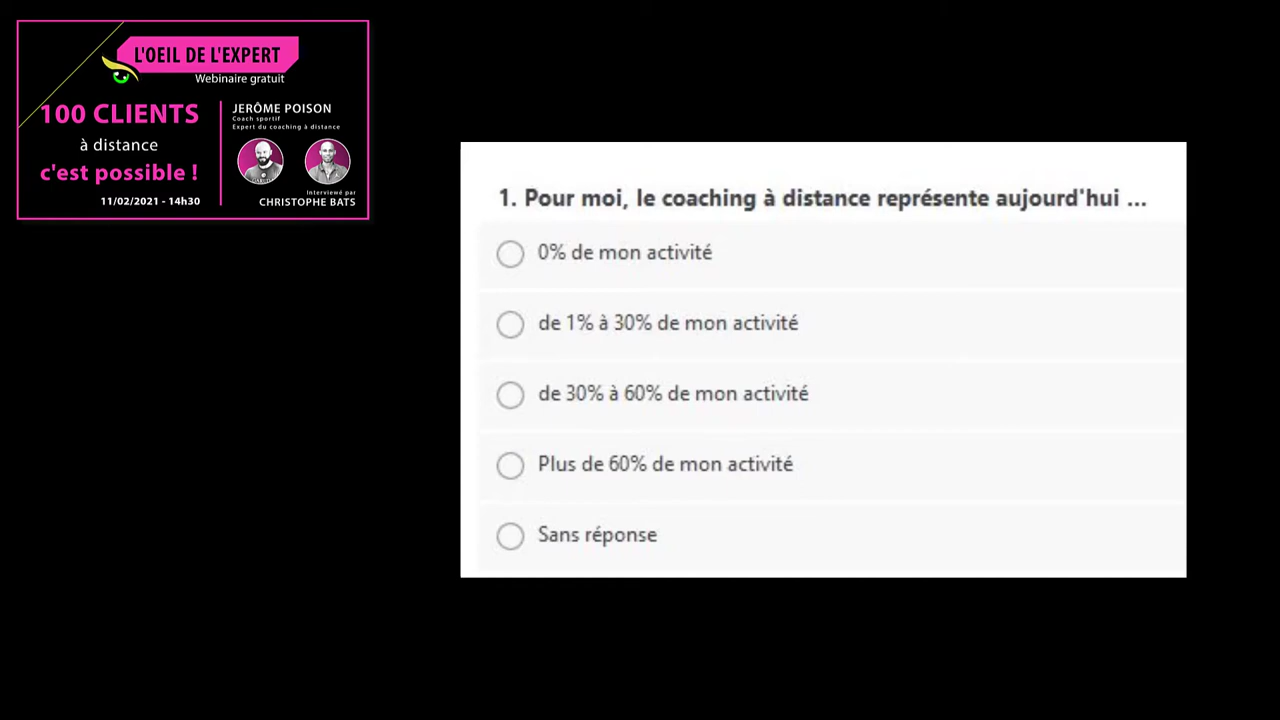 L'OEIL DE L'EXPERT
Webinaire gratuit
100 CLIENTS
à distance
c'est possible !
11/02/2021 - 14h30
JERÔME POISON
Coach sportif
Expert du coaching à distance
Interviewé par
CHRISTOPHE BATS
1. Pour moi, le coaching à distance représente aujourd'hui ...
0% de mon activité
de 1% à 30% de mon activité
de 30% à 60% de mon activité
Plus de 60% de mon activité
Sans réponse